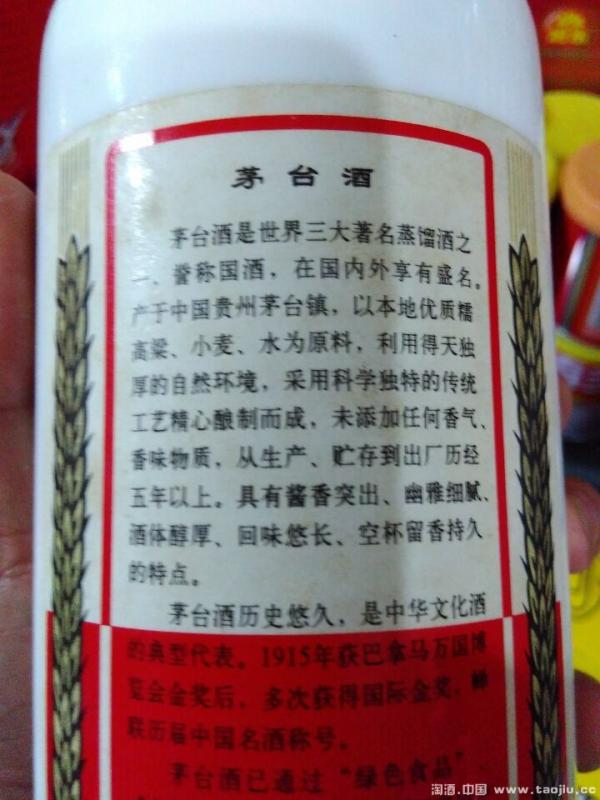 茅台酒
茅台酒是世界三大著名蒸馏酒之
一、誉称国酒，在国内外享有盛名。
产于中国贵州茅台镇，以本地优质糯
高粱、小麦、水为原料，利用得天独
厚的自然环境，采用科学独特的传统
工艺精心酿制而成，未添加任何香气、
香味物质，从生产、贮存到出厂历经
五年以上。具有酱香突出、幽雅细腻、
酒体醇厚、回味悠长、空杯留香持久
的特点。
茅台酒历史悠久，是中华文化酒
的典型代表。1915年获巴拿马万国博
览会金奖后，多次获得国际金奖，蝉
联历届中国名酒称号。
茅台酒已通过“绿色食品”、
淘酒.中国 www.taojiu.cc